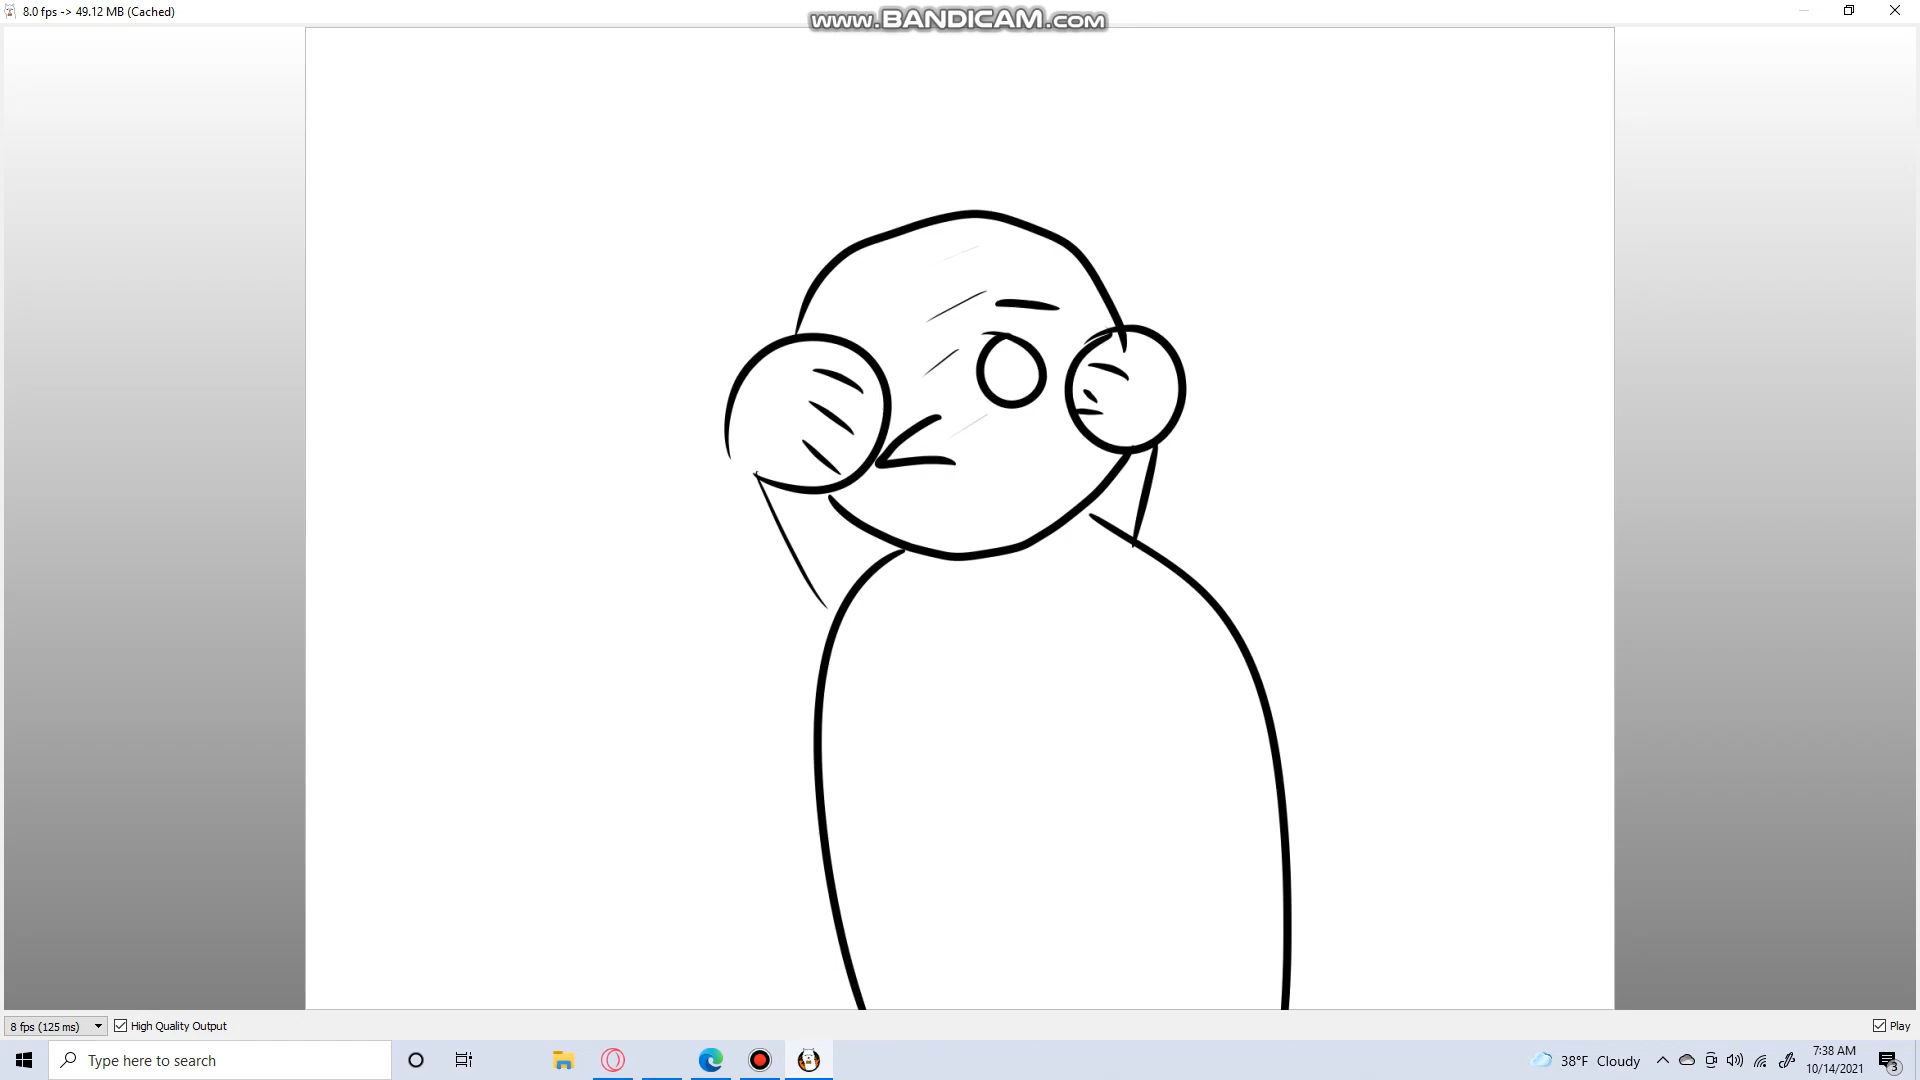 8.0 fps -> 49.12 MB (Cached)
www.BANDICAM.com
8 fps (125 ms)
High Quality Output
Play
Type here to search
38°F Cloudy
7:38 AM
10/14/2021
3